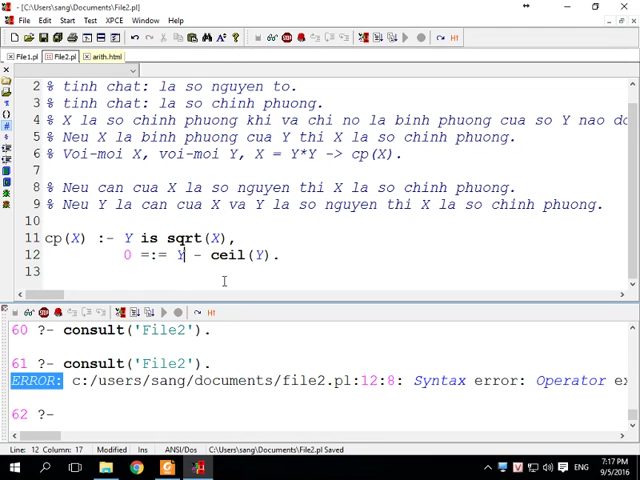 [C:\Users\sang\Documents\File2.pl]
File Edit Start Test XPCE Window Help
File1.pl File2.pl arith.html
2 % tinh chat: la so nguyen to.
3 % tinh chat: la so chinh phuong.
4 % X la so chinh phuong khi va chi no la binh phuong cua so Y nao do
5 % Neu X la binh phuong cua Y thi X la so chinh phuong.
6 % Voi-moi X, voi-moi Y, X = Y*Y -> cp(X).
7
8 % Neu can cua X la so nguyen thi X la so chinh phuong.
9 % Neu Y la can cua X va Y la so nguyen thi X la so chinh phuong.
10
11 cp(X) :- Y is sqrt(X),
12 0 =:= Y - ceil(Y).
13
60 ?- consult('File2').
61 ?- consult('File2').
ERROR: c:/users/sang/documents/file2.pl:12:8: Syntax error: Operator ex
62 ?-
Line: 12 Column: 17 Modified Ins ANSI/Dos C:\Users\sang\Documents\File2.pl Saved
7:17 PM
9/5/2016